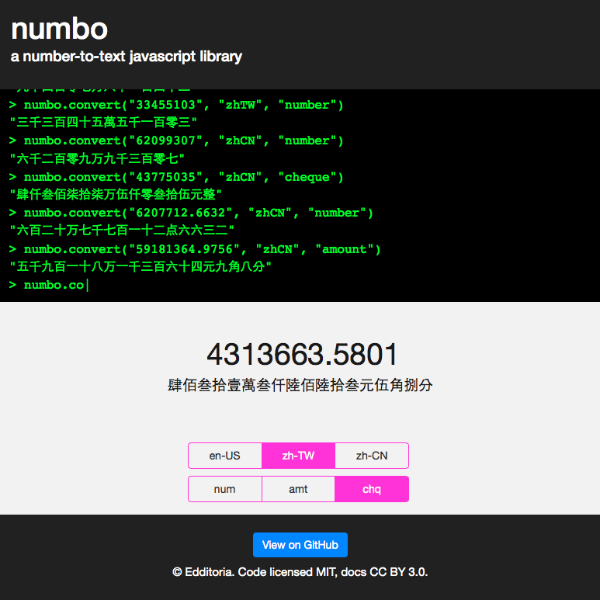 numbo
a number-to-text javascript library
> numbo.convert("33455103", "zhTW", "number")
"三千三百四十五萬五千一百零三"
> numbo.convert("62099307", "zhCN", "number")
"六千二百零九万九千三百零七"
> numbo.convert("43775035", "zhCN", "cheque")
"肆仟叁佰柒拾柒万伍仟零叁拾伍元整"
> numbo.convert("6207712.6632", "zhCN", "number")
"六百二十万七千七百一十二点六六三二"
> numbo.convert("59181364.9756", "zhCN", "amount")
"五千九百一十八万一千三百六十四元九角八分"
> numbo.co|
4313663.5801
肆佰叁拾壹萬叁仟陸佰陸拾叁元伍角捌分
en-US zh-TW zh-CN
num amt chq
View on GitHub
© Edditoria. Code licensed MIT, docs CC BY 3.0.